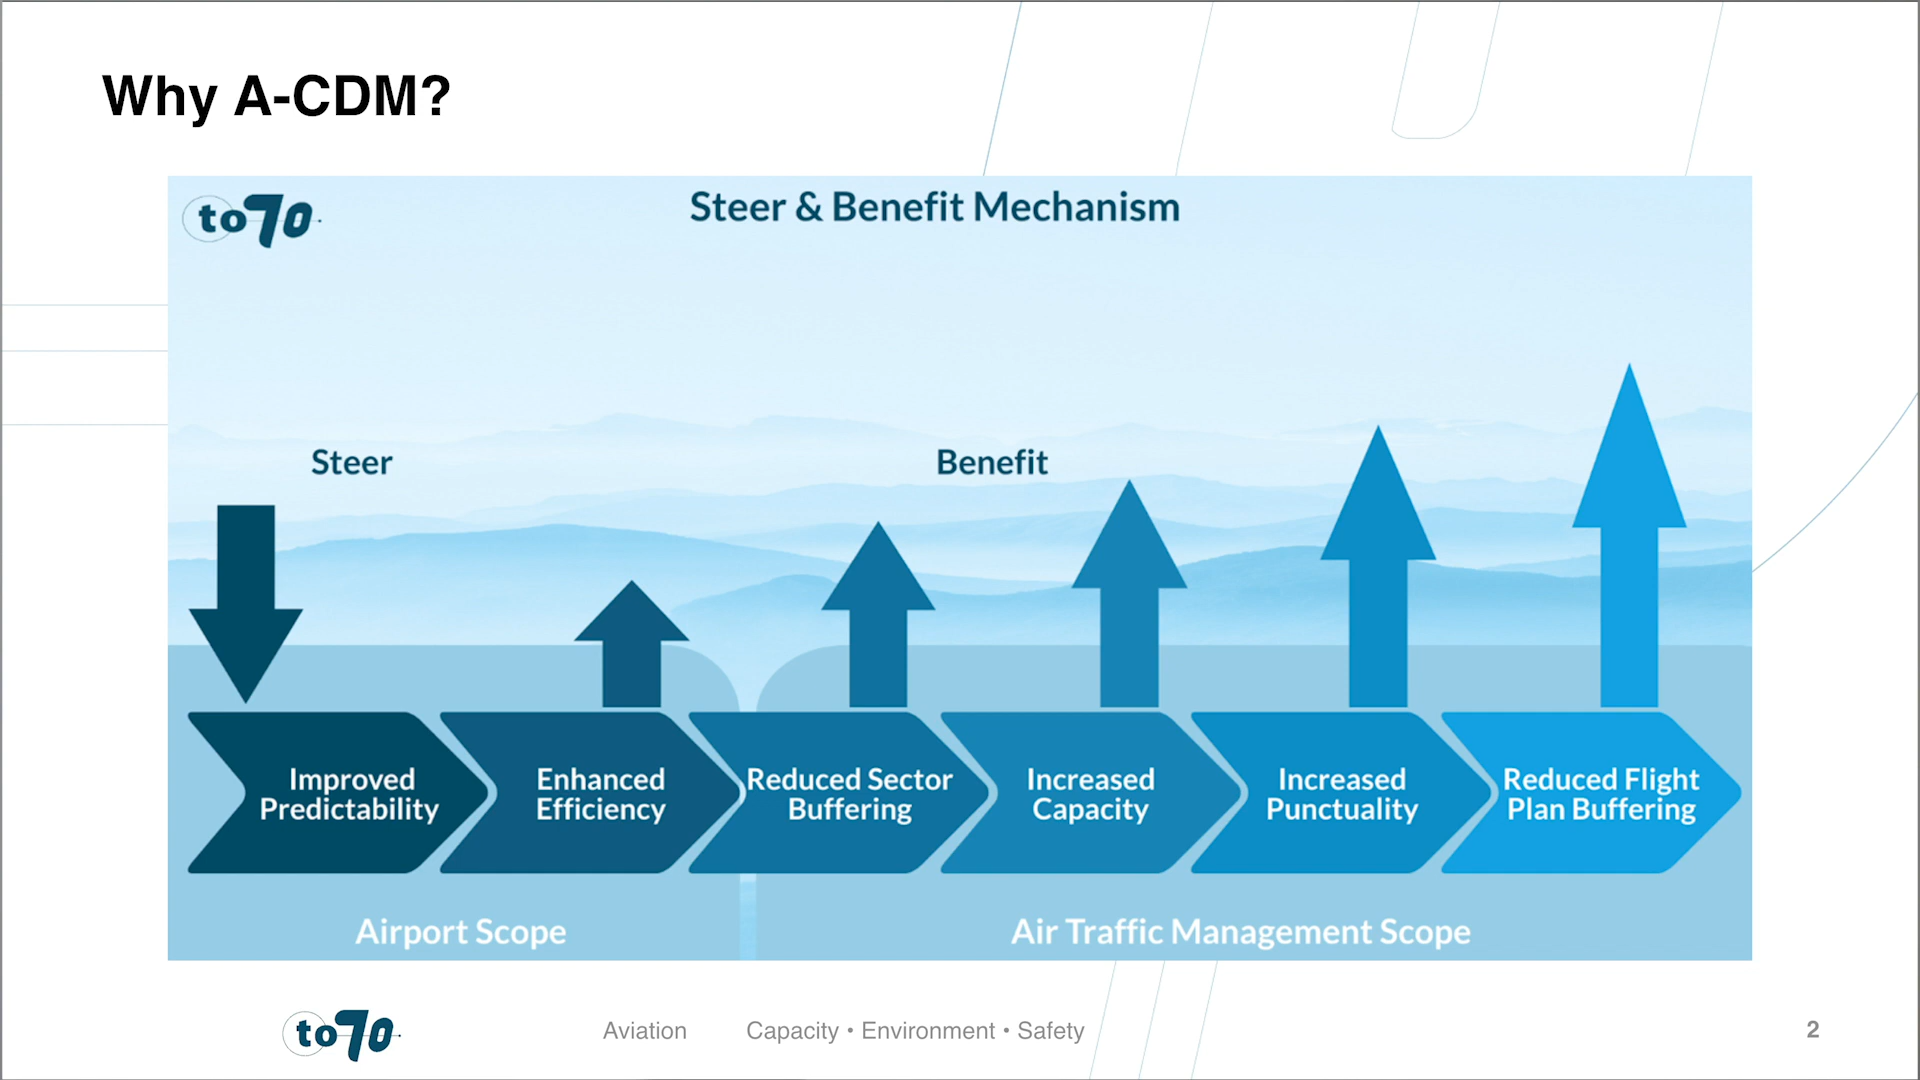 Why A-CDM?
to70
Steer & Benefit Mechanism
Steer
Benefit
Improved
Predictability
Enhanced
Efficiency
Reduced Sector
Buffering
Increased
Capacity
Increased
Punctuality
Reduced Flight
Plan Buffering
Airport Scope
Air Traffic Management Scope
to70
Aviation
Capacity • Environment • Safety
2